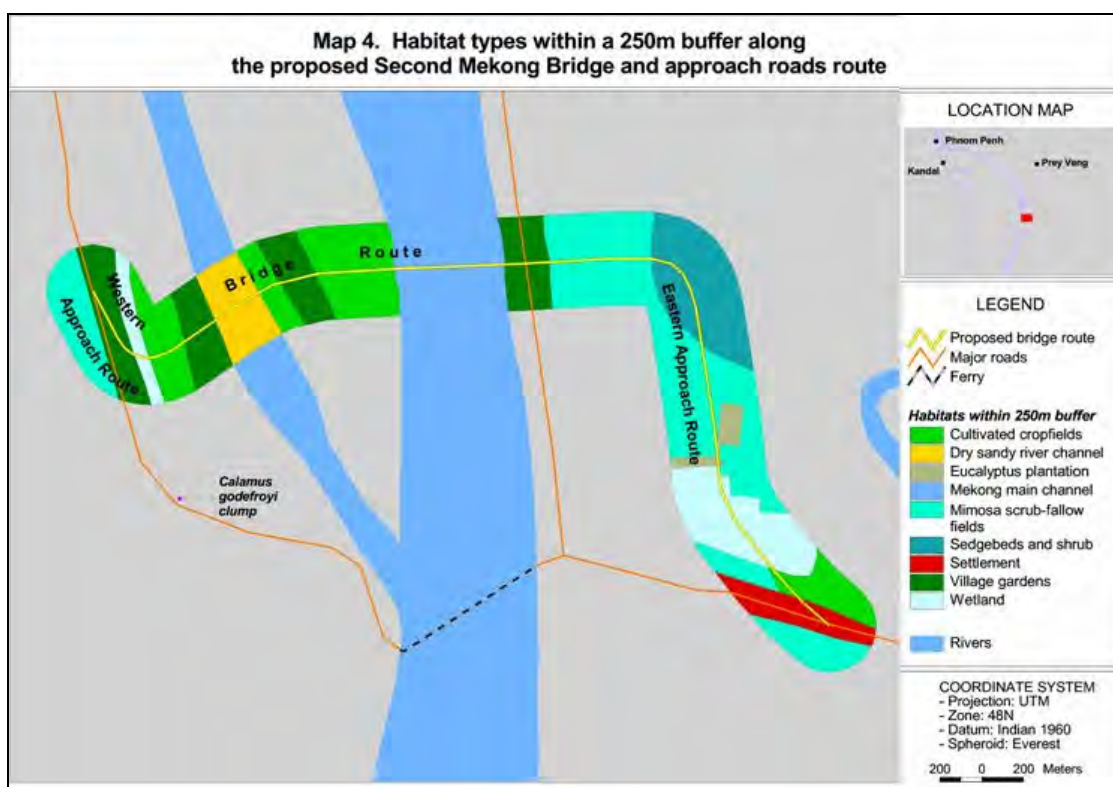 Map 4. Habitat types within a 250m buffer along
the proposed Second Mekong Bridge and approach roads route
LOCATION MAP
Phnom Penh
Kandal
Prey Veng
Western
Approach Route
Bridge
Route
Eastern Approach Route
Calamus
godefroyi
clump
LEGEND
Proposed bridge route
Major roads
Ferry
Habitats within 250m buffer
Cultivated cropfields
Dry sandy river channel
Eucalyptus plantation
Mekong main channel
Mimosa scrub-fallow
fields
Sedgebeds and shrub
Settlement
Village gardens
Wetland
Rivers
COORDINATE SYSTEM
- Projection: UTM
- Zone: 48N
- Datum: Indian 1960
- Spheroid: Everest
200 0 200 Meters